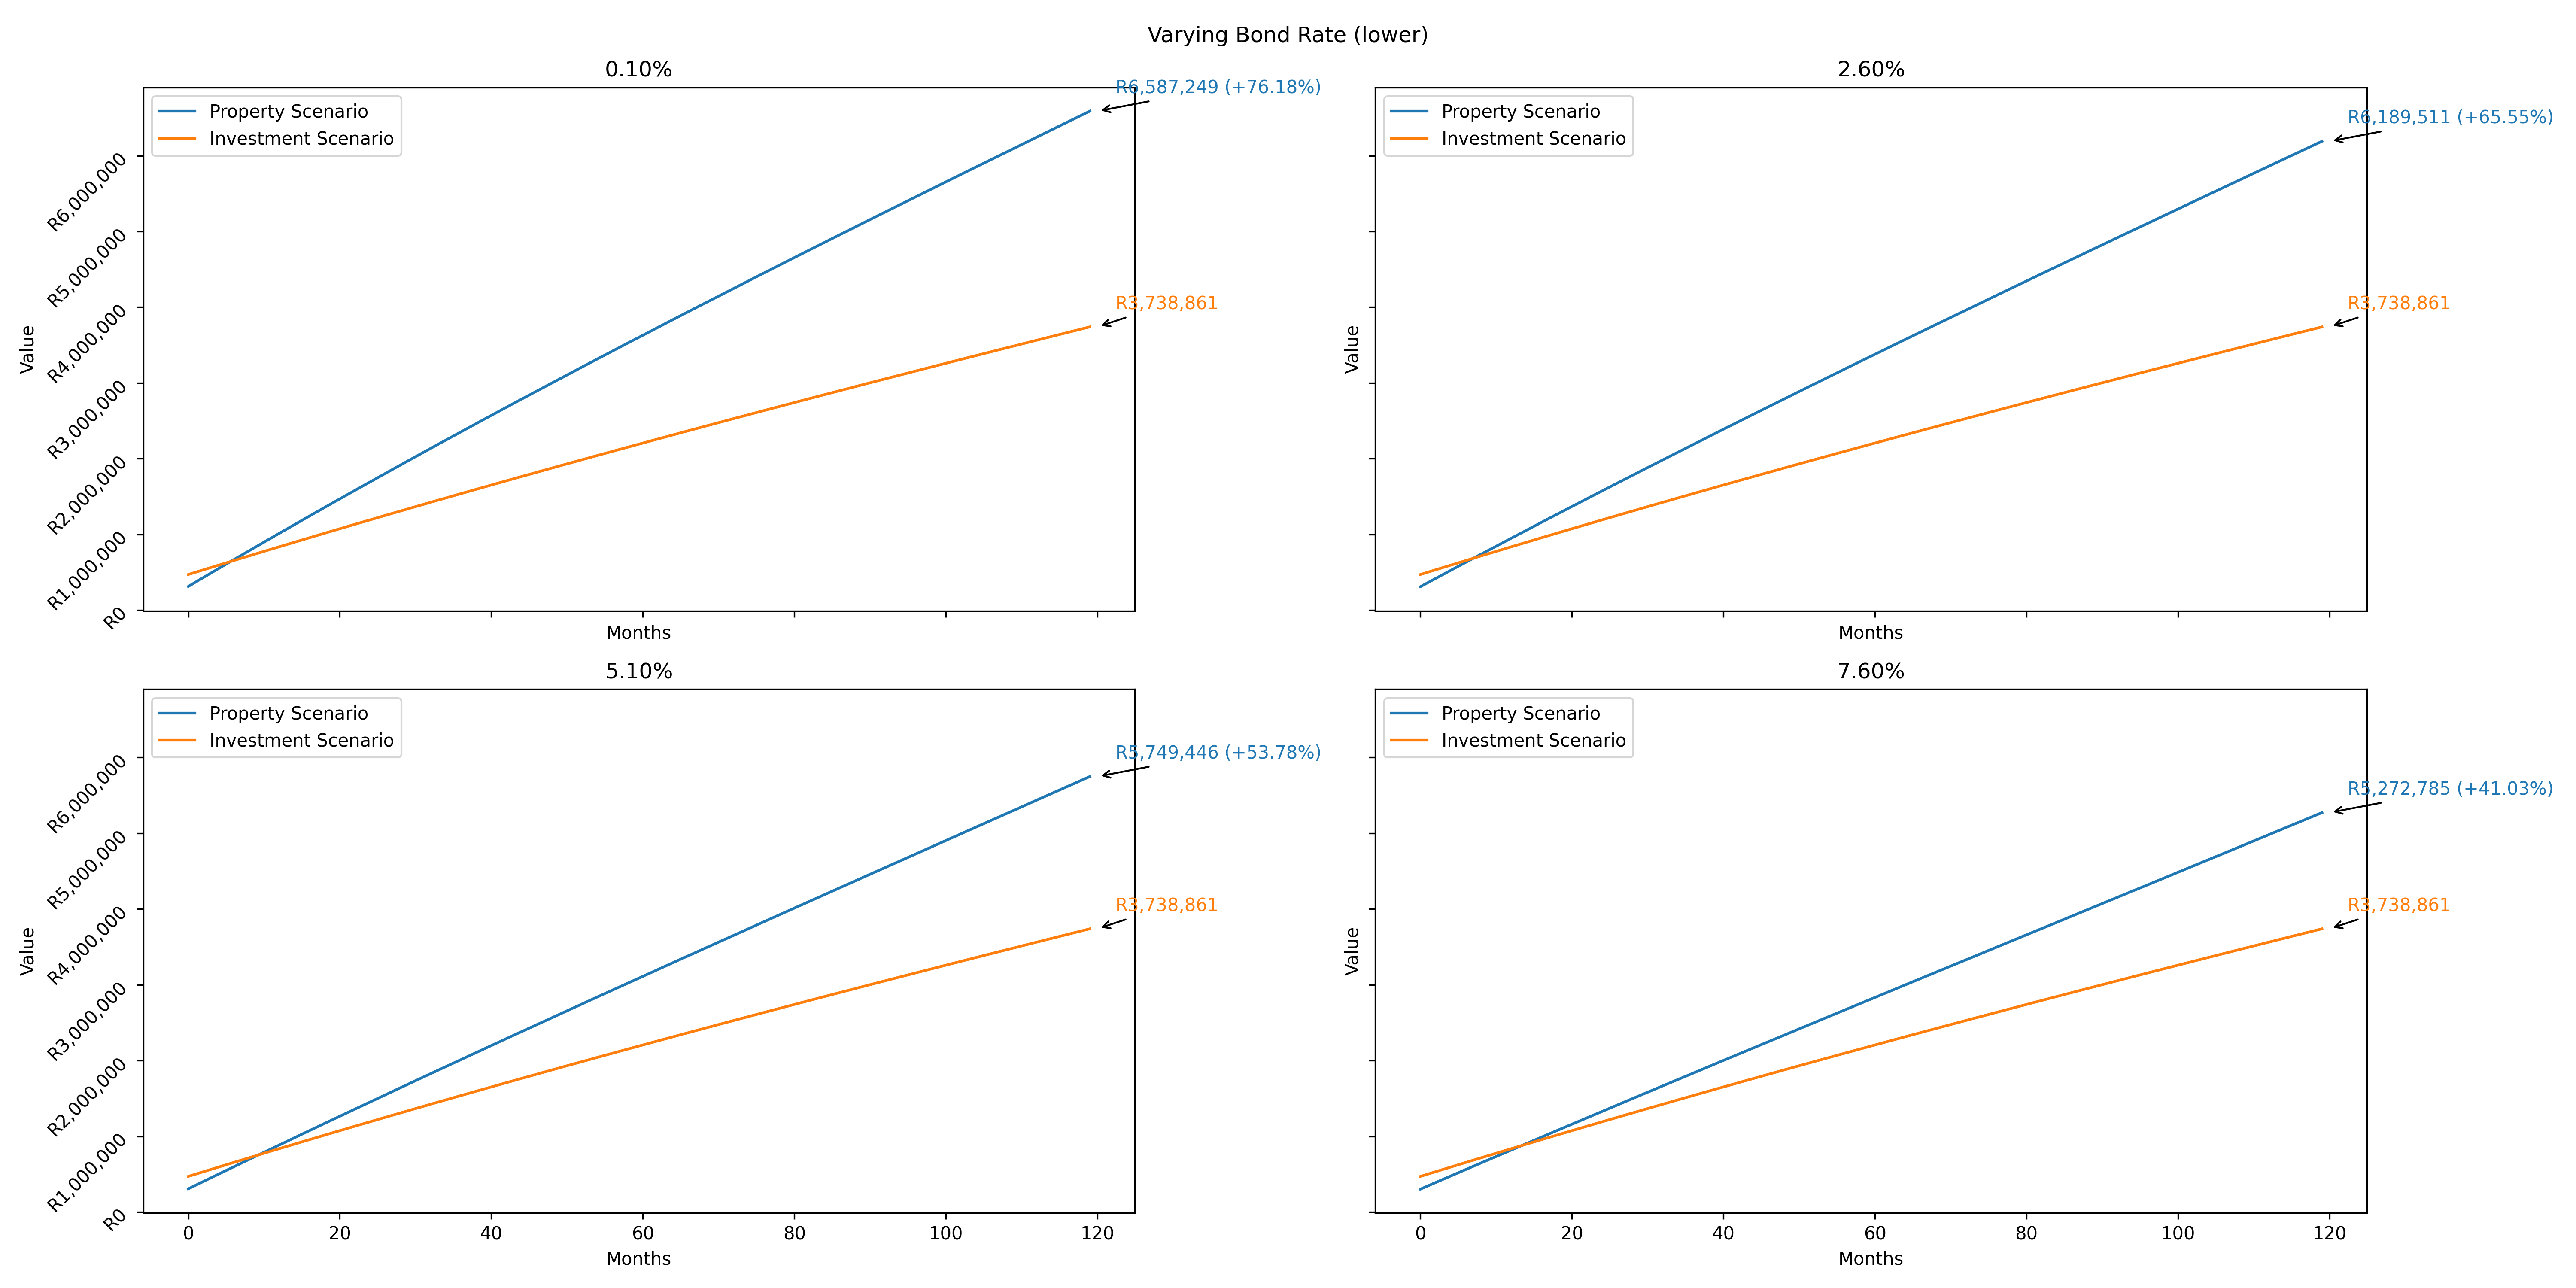 Varying Bond Rate (lower)
0.10%
R6,587,249 (+76.18%)
Property Scenario
Investment Scenario
R6,000,000
R5,000,000
R4,000,000
R3,000,000
R2,000,000
R1,000,000
R0
Value
R3,738,861
Months
2.60%
R6,189,511 (+65.55%)
Property Scenario
Investment Scenario
Value
R3,738,861
Months
5.10%
Property Scenario
Investment Scenario
R5,749,446 (+53.78%)
R6,000,000
R5,000,000
R4,000,000
R3,000,000
R2,000,000
R1,000,000
R0
Value
R3,738,861
0 20 40 60 80 100 120
Months
7.60%
Property Scenario
Investment Scenario
R5,272,785 (+41.03%)
Value
R3,738,861
0 20 40 60 80 100 120
Months